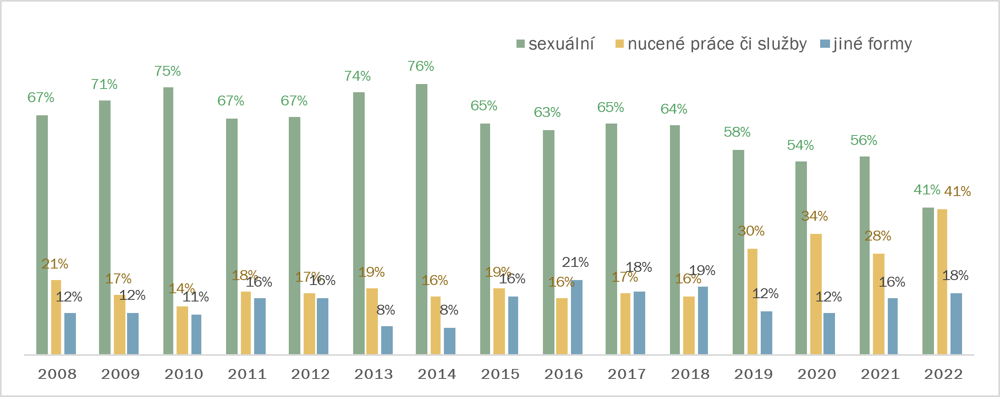 sexuální nucené práce či služby jiné formy
67% 71% 75% 67% 67% 74% 76% 65% 63% 65% 64% 58% 54% 56% 41%
21% 17% 14% 18% 17% 19% 16% 19% 16% 17% 16% 30% 34% 28% 41%
12% 12% 11% 16% 16% 8% 8% 16% 21% 18% 19% 12% 12% 16% 18%
2008 2009 2010 2011 2012 2013 2014 2015 2016 2017 2018 2019 2020 2021 2022